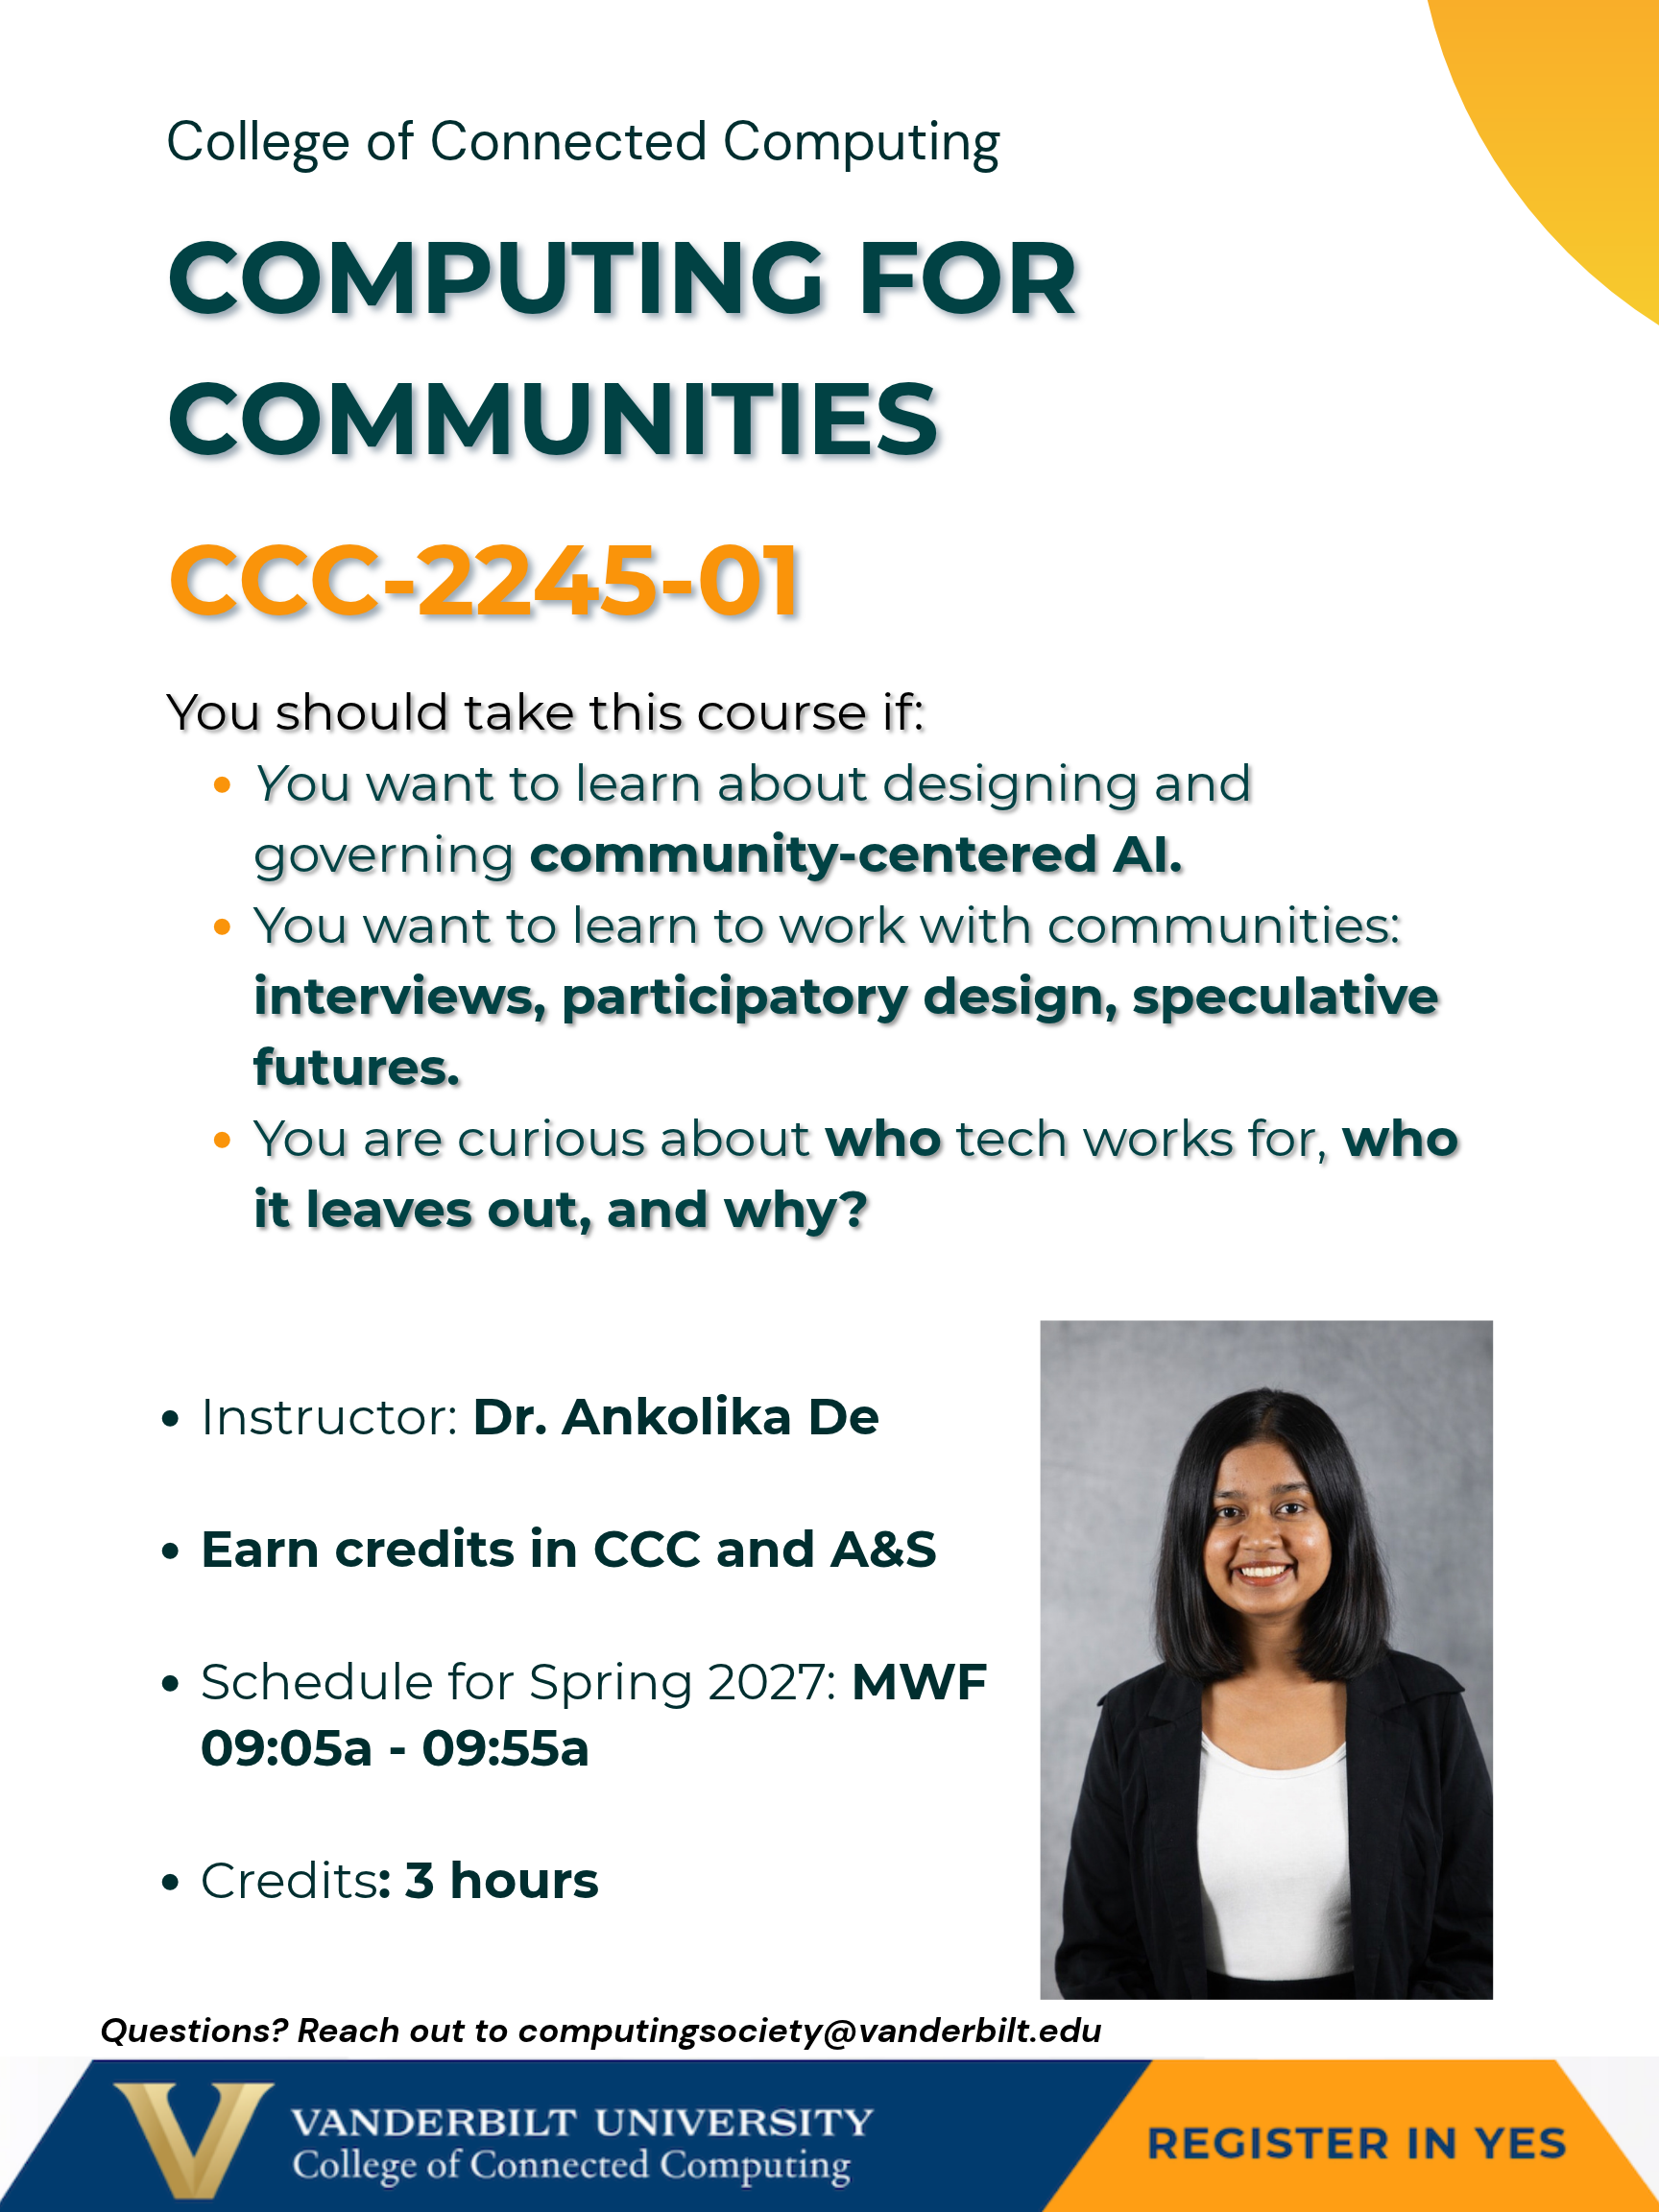 College of Connected Computing
COMPUTING FOR
COMMUNITIES
CCC-2245-01
You should take this course if:
• You want to learn about designing and
governing community-centered AI.
• You want to learn to work with communities:
interviews, participatory design, speculative
futures.
• You are curious about who tech works for, who
it leaves out, and why?
• Instructor: Dr. Ankolika De
• Earn credits in CCC and A&S
• Schedule for Spring 2027: MWF
09:05a - 09:55a
• Credits: 3 hours
Questions? Reach out to computingsociety@vanderbilt.edu
VANDERBILT UNIVERSITY
College of Connected Computing
REGISTER IN YES